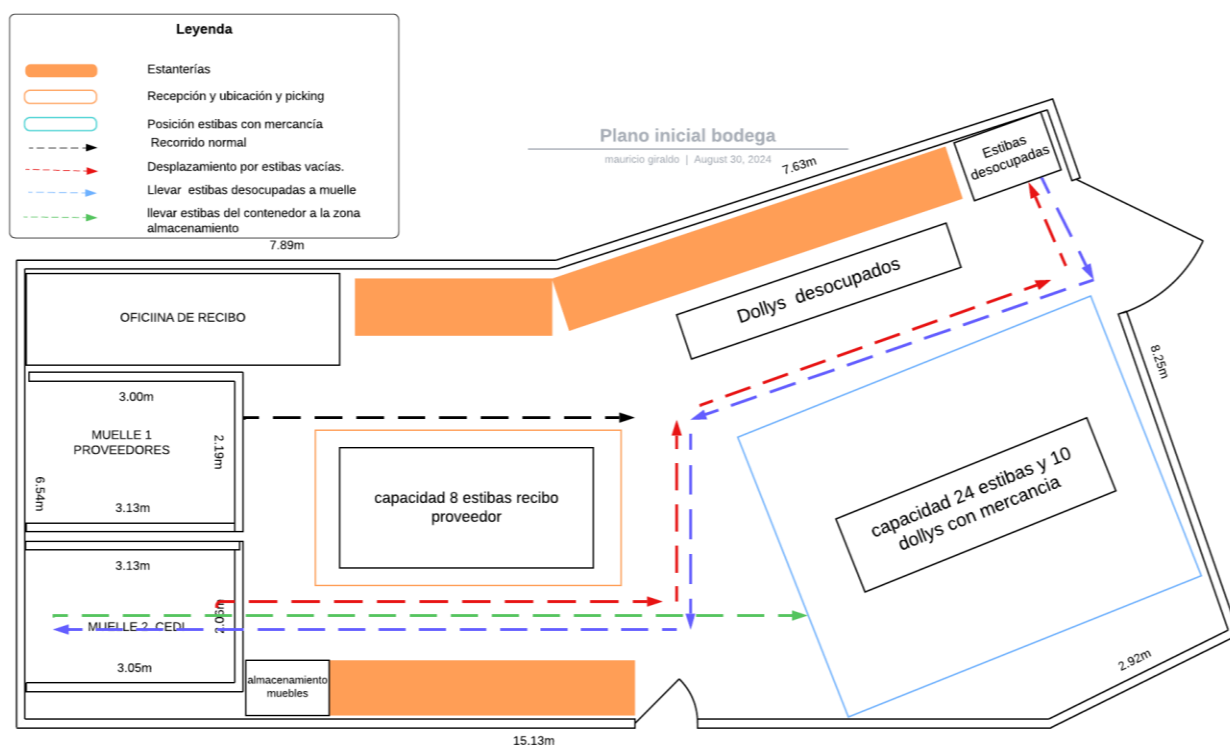 Leyenda
Estanterías
Recepción y ubicación y picking
Posición estibas con mercancía
Recorrido normal
Desplazamiento por estibas vacías.
Llevar estibas desocupadas a muelle
llevar estibas del contenedor a la zona
almacenamiento
Plano inicial bodega
mauricio giraldo | August 30, 2024
7.63m
Estibas
desocupadas
7.89m
Dollys desocupados
OFICIINA DE RECIBO
8.25m
3.00m
MUELLE 1
PROVEEDORES
2.19m
6.54m
3.13m
capacidad 8 estibas recibo
proveedor
capacidad 24 estibas y 10
dollys con mercancia
3.13m
MUELLE 2 CEDI
3.05m
almacenamiento
muebles
2.92m
15.13m